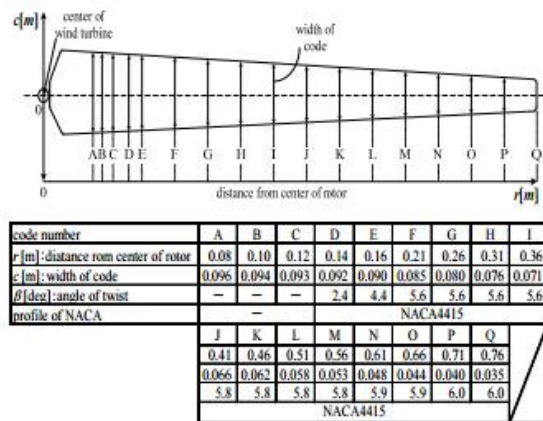 c[m]
center of
wind turbine
width of
code
0
A B C D E F G H I J K L M N O P Q
0 distance from center of rotor r[m]
code number A B C D E F G H I
r[m]:diatance rom center of rotor 0.08 0.10 0.12 0.14 0.16 0.21 0.26 0.31 0.36
c[m]: width of code 0.096 0.094 0.093 0.092 0.090 0.085 0.080 0.076 0.071
β[deg]:angle of twist – – – 2.4 4.4 5.6 5.6 5.6 5.6
profile of NACA – NACA4415
J K L M N O P Q
0.41 0.46 0.51 0.56 0.61 0.66 0.71 0.76
0.066 0.062 0.058 0.053 0.048 0.044 0.040 0.035
5.8 5.8 5.8 5.8 5.9 5.9 6.0 6.0
NACA4415